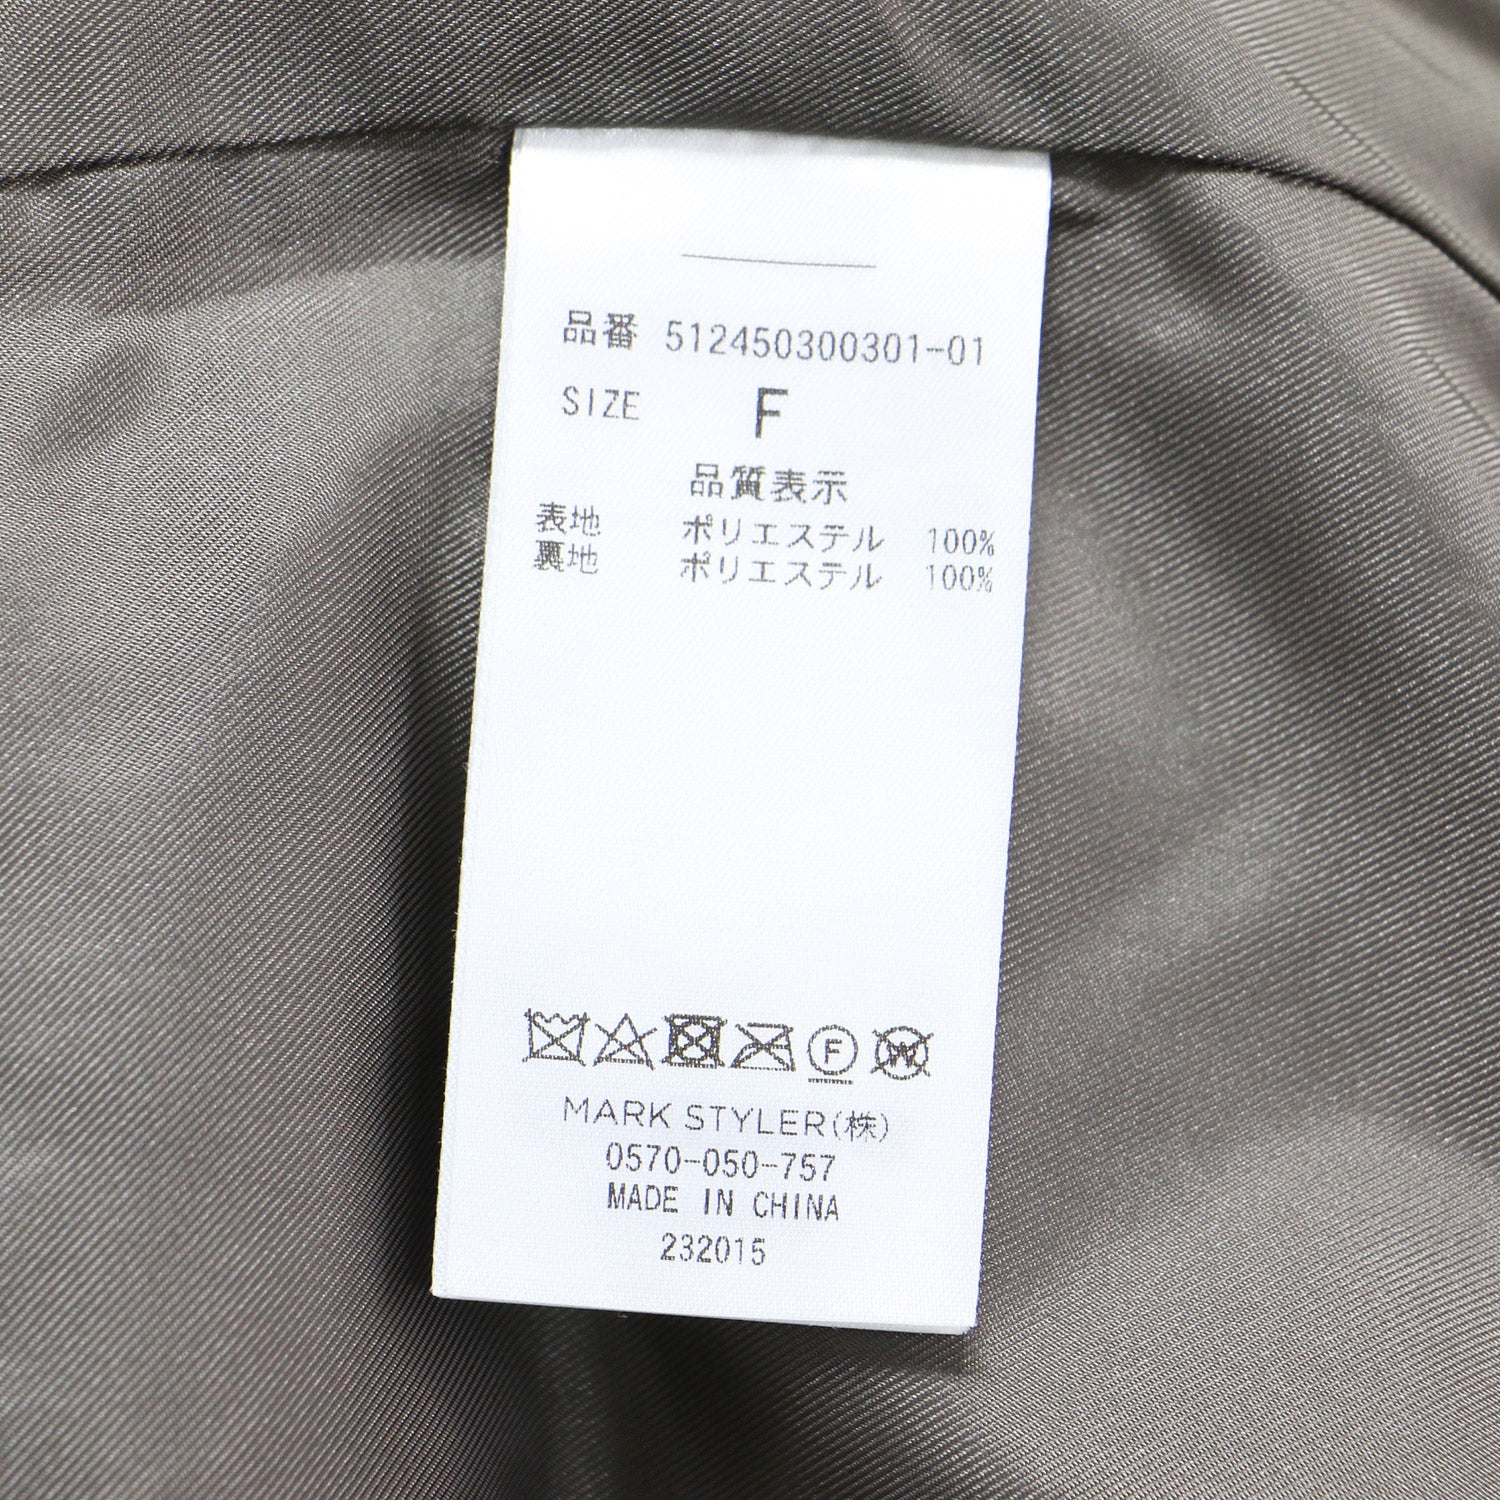 品番 512450300301-01
SIZE F
品質表示
表地 ポリエステル 100%
裏地 ポリエステル 100%
F W
MARK STYLER(株)
0570-050-757
MADE IN CHINA
232015